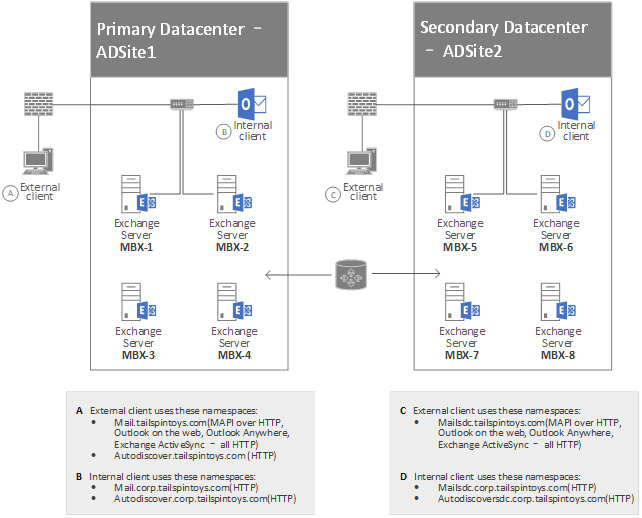 Primary Datacenter –
ADSite1
Secondary Datacenter
– ADSite2
B
Internal
client
D
Internal
client
A
External
client
C
External
client
Exchange
Server
MBX-1
Exchange
Server
MBX-2
Exchange
Server
MBX-5
Exchange
Server
MBX-6
Exchange
Server
MBX-3
Exchange
Server
MBX-4
Exchange
Server
MBX-7
Exchange
Server
MBX-8
A External client uses these namespaces:
• Mail.tailspintoys.com(MAPI over HTTP,
Outlook on the web, Outlook Anywhere,
Exchange ActiveSync – all HTTP)
• Autodiscover.tailspintoys.com (HTTP)
B Internal client uses these namespaces:
• Mail.corp.tailspintoys.com(HTTP)
• Autodiscover.corp.tailspintoys.com(HTTP)
C External client uses these namespaces:
• Mailsdc.tailspintoys.com(MAPI over HTTP,
Outlook on the web, Outlook Anywhere,
Exchange ActiveSync – all HTTP)
D Internal client uses these namespaces:
• Mailsdc.corp.tailspintoys.com(HTTP)
• Autodiscoversdc.corp.tailspintoys.com(HTTP)